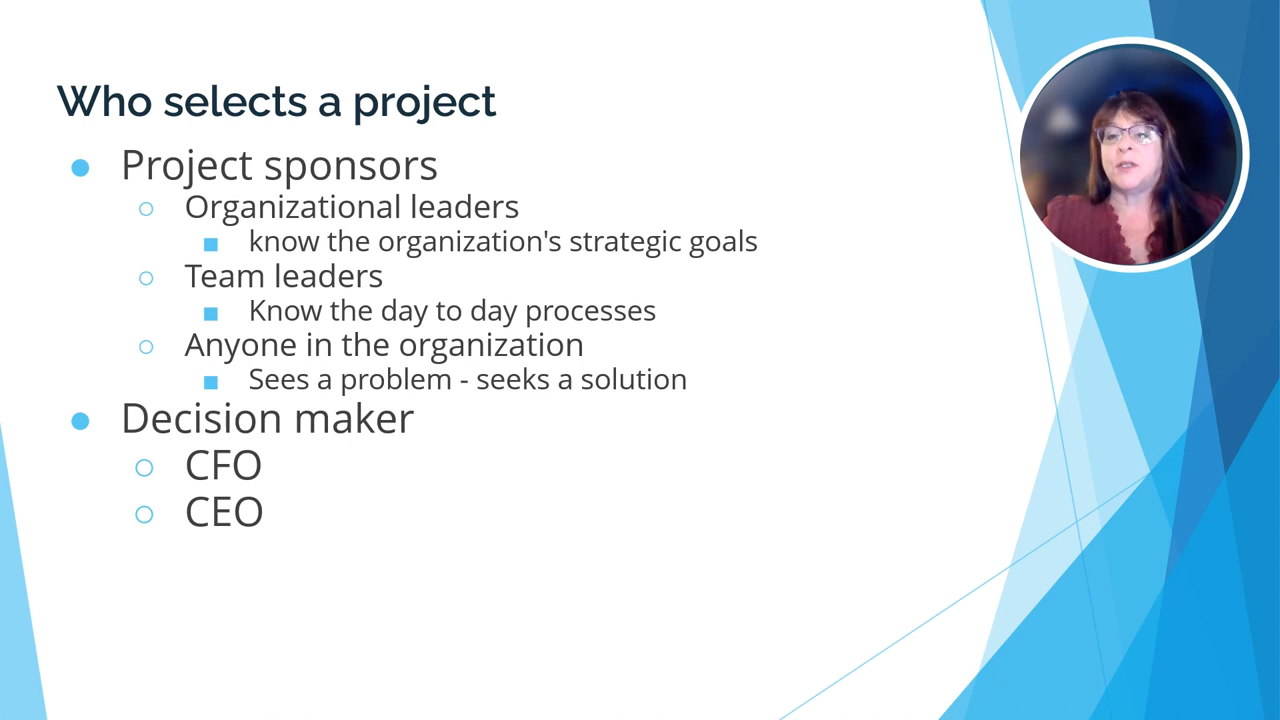 Who selects a project
Project sponsors
Organizational leaders
know the organization's strategic goals
Team leaders
Know the day to day processes
Anyone in the organization
Sees a problem - seeks a solution
Decision maker
CFO
CEO